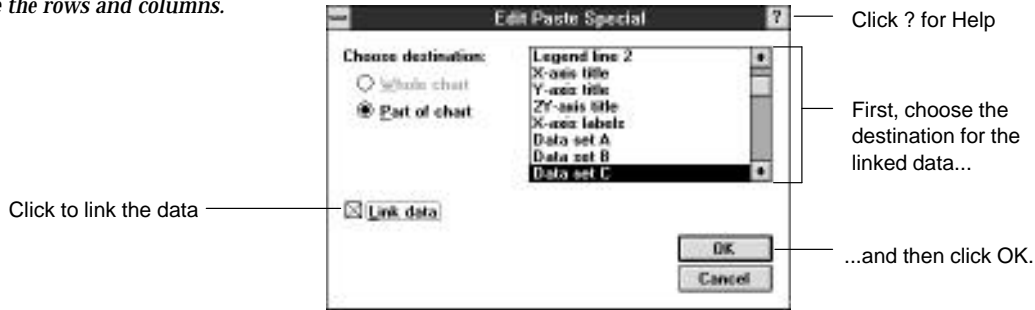 the rows and columns.
Edit Paste Special
?
Click ? for Help
Choose destination:
Whole chart
Part of chart
Legend line 2
X-axis title
Y-axis title
2Y-axis title
X-axis labels
Data set A
Data set B
Data set C
First, choose the
destination for the
linked data...
Click to link the data
Link data
OK
Cancel
...and then click OK.